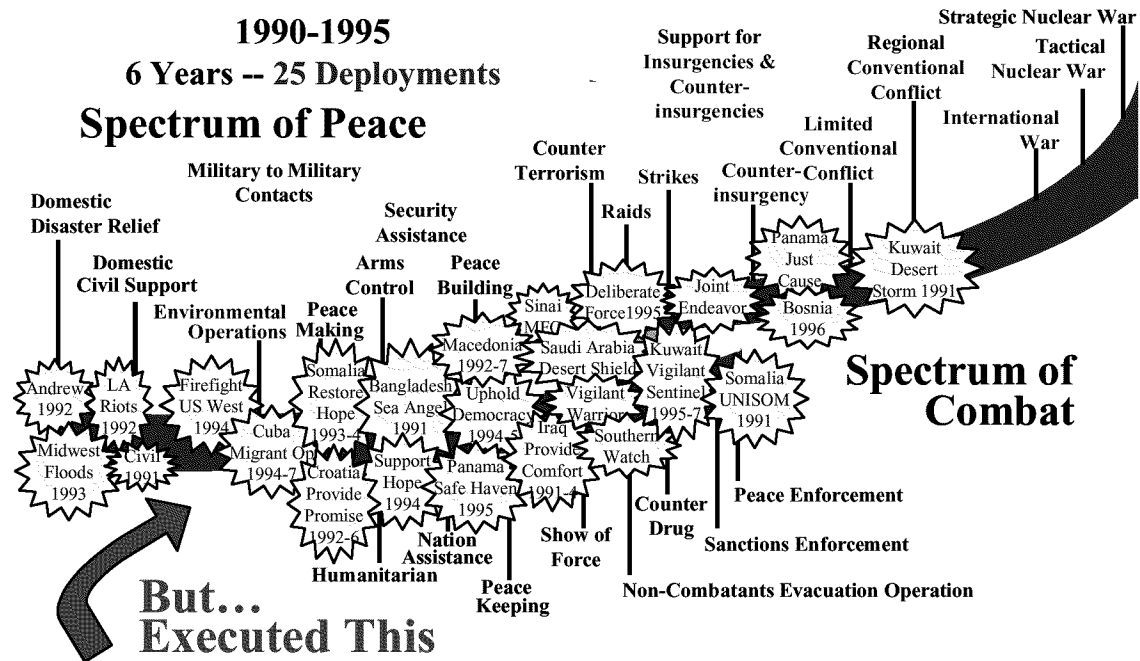 1990-1995
6 Years -- 25 Deployments
Spectrum of Peace
Military to Military
Contacts
Support for
Insurgencies &
Counter-
insurgencies
Strategic Nuclear War
Tactical
Nuclear War
Regional
Conventional
Conflict
International
War
Limited
Conventional
Conflict
Counter-
insurgency
Counter
Terrorism
Strikes
Raids
Domestic
Disaster Relief
Domestic
Civil Support
Environmental
Operations
Security
Assistance
Arms
Control
Peace
Building
Peace
Making
Andrew
1992
LA
Riots
1992
Midwest
Floods
1993
Civil
1991
Firefight
US West
1994
Cuba
Migrant Op
1994-7
Somalia
Restore
Hope
1993-4
Croatia
Provide
Promise
1992-6
Bangladesh
Sea Angel
1991
Support
Hope
1994
Macedonia
1992-7
Uphold
Democracy
1994-5
Panama
Safe Haven
1995
Sinai
MFO
Saudi Arabia
Desert Shield
Vigilant
Warrior
Iraq
Provide
Comfort
1991-4
Southern
Watch
Deliberate
Force1995
Joint
Endeavor
Kuwait
Vigilant
Sentinel
1995-7
Somalia
UNISOM
1991
Panama
Just
Cause
Bosnia
1996
Kuwait
Desert
Storm 1991
Spectrum of
Combat
Humanitarian
Nation
Assistance
Peace
Keeping
Show of
Force
Counter
Drug
Peace Enforcement
Sanctions Enforcement
Non-Combatants Evacuation Operation
But…
Executed This